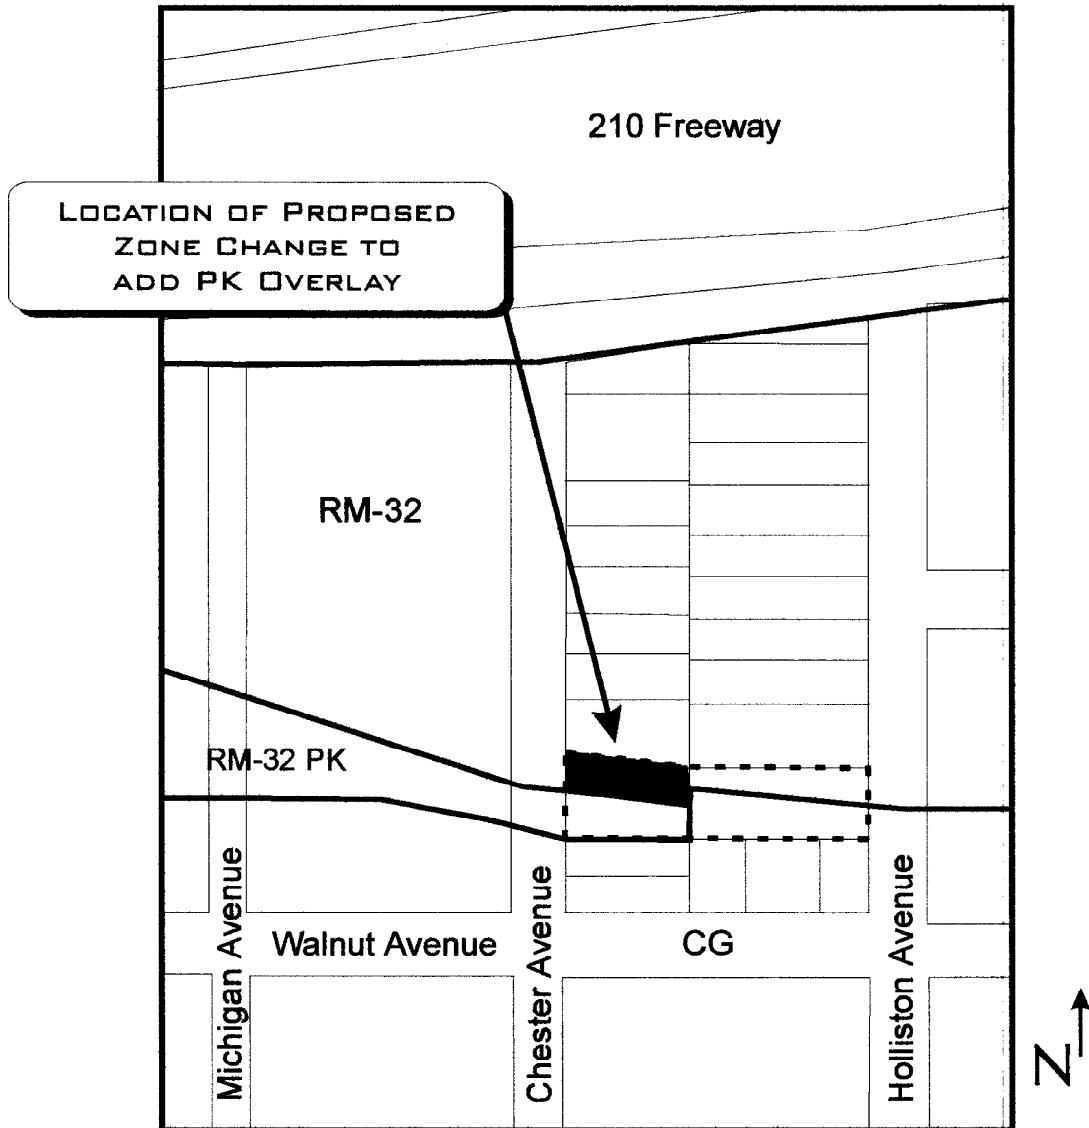 210 Freeway
LOCATION OF PROPOSED
ZONE CHANGE TO
ADD PK OVERLAY
RM-32
RM-32 PK
Michigan Avenue
Walnut Avenue
Chester Avenue
CG
Holliston Avenue
N